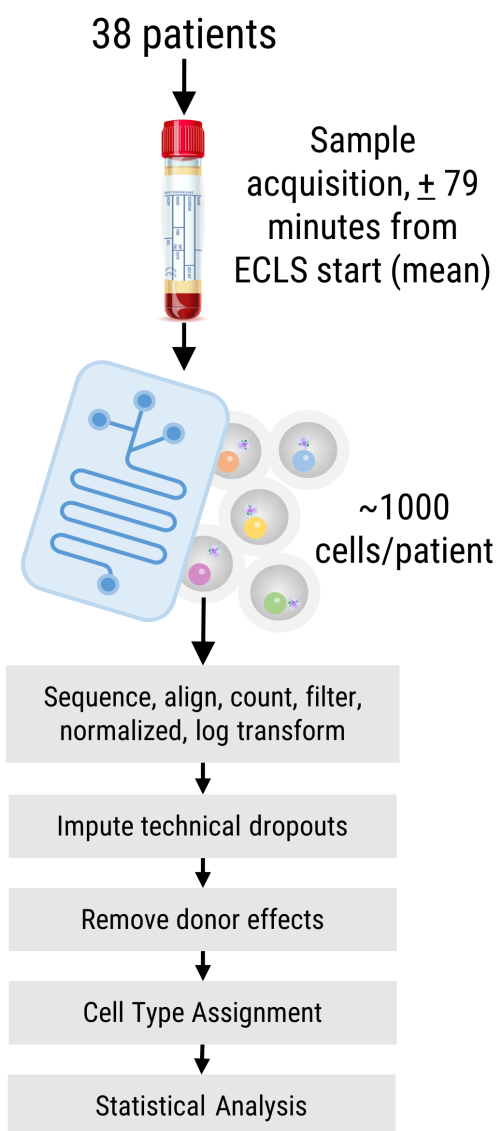 38 patients
Sample
acquisition, ± 79
minutes from
ECLS start (mean)
~1000
cells/patient
Sequence, align, count, filter,
normalized, log transform
Impute technical dropouts
Remove donor effects
Cell Type Assignment
Statistical Analysis